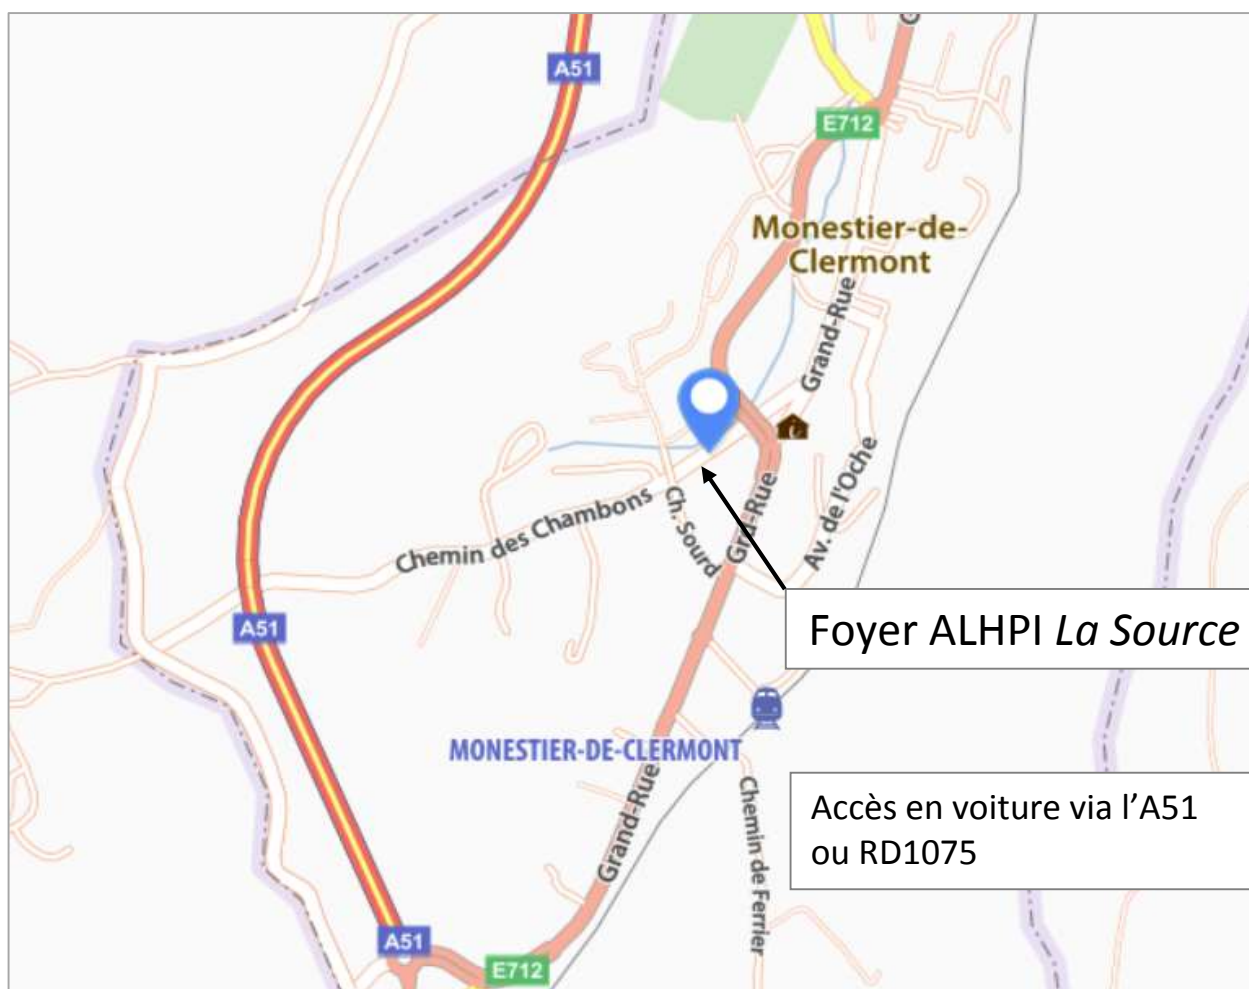 G
A51
E712
Monestier-de-
Clermont
Grand-Rue
Av. de l'Oche
Grd-Rue
Ch. Sourd
Chemin des Chambons
A51
Foyer ALHPI La Source
MONESTIER-DE-CLERMONT
Grand-Rue
Chemin de Ferrier
Accès en voiture via l’A51
ou RD1075
A51
E712